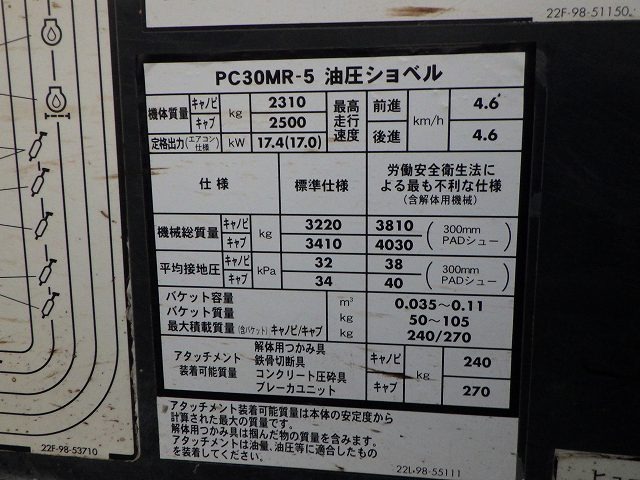 22F-98-51150
PC30MR-5 油圧ショベル
機体質量 キャノピ kg 2310 最高走行速度 前進 km/h 4.6
キャブ 2500 後進 4.6
定格出力(エアコン仕様) kW 17.4(17.0)
仕様 標準仕様 労働安全衛生法による最も不利な仕様(含解体用機械)
機械総質量 キャノピ kg 3220 3810 (300mm PADシュー)
キャブ 3410 4030
平均接地圧 キャノピ kPa 32 38 (300mm PADシュー)
キャブ 34 40
バケット容量 m³ 0.035〜0.11
バケット質量 kg 50〜105
最大積載質量(含バケット) キャノピ/キャブ kg 240/270
アタッチメント装着可能質量 解体用つかみ具 キャノピ kg 240
鉄骨切断具
コンクリート圧砕具 キャブ 270
ブレーカユニット
アタッチメント装着可能質量は本体の安定度から
計算された最大の質量です。
解体用つかみ具は掴んだ物の質量を含みます。
アタッチメントは油量、油圧等に適合したもの
を装着してください。
22L-98-55111
22F-98-53710